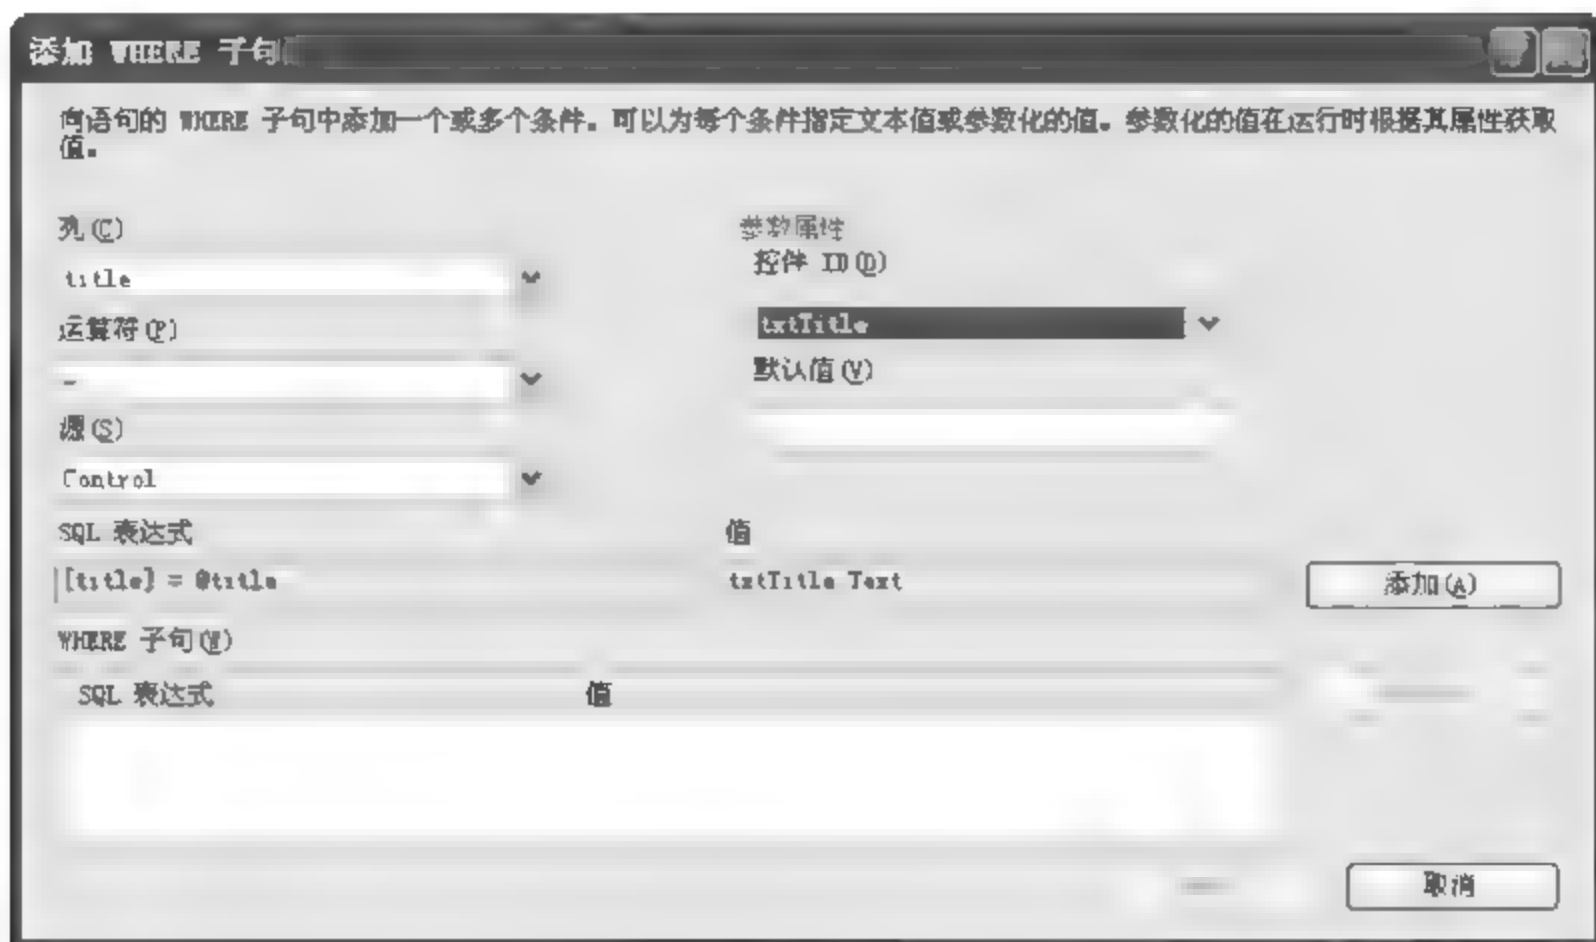 添加 WHERE 子句
向语句的 WHERE 子句中添加一个或多个条件。可以为每个条件指定文本值或参数化的值。参数化的值在运行时根据其属性获取
值。
列(C)
title
运算符(P)
=
源(S)
Control
参数属性
控件 ID(D)
txtTitle
默认值(V)
SQL 表达式
值
[title] = @title
txtTitle Text
添加(A)
WHERE 子句(W)
SQL 表达式
值
取消